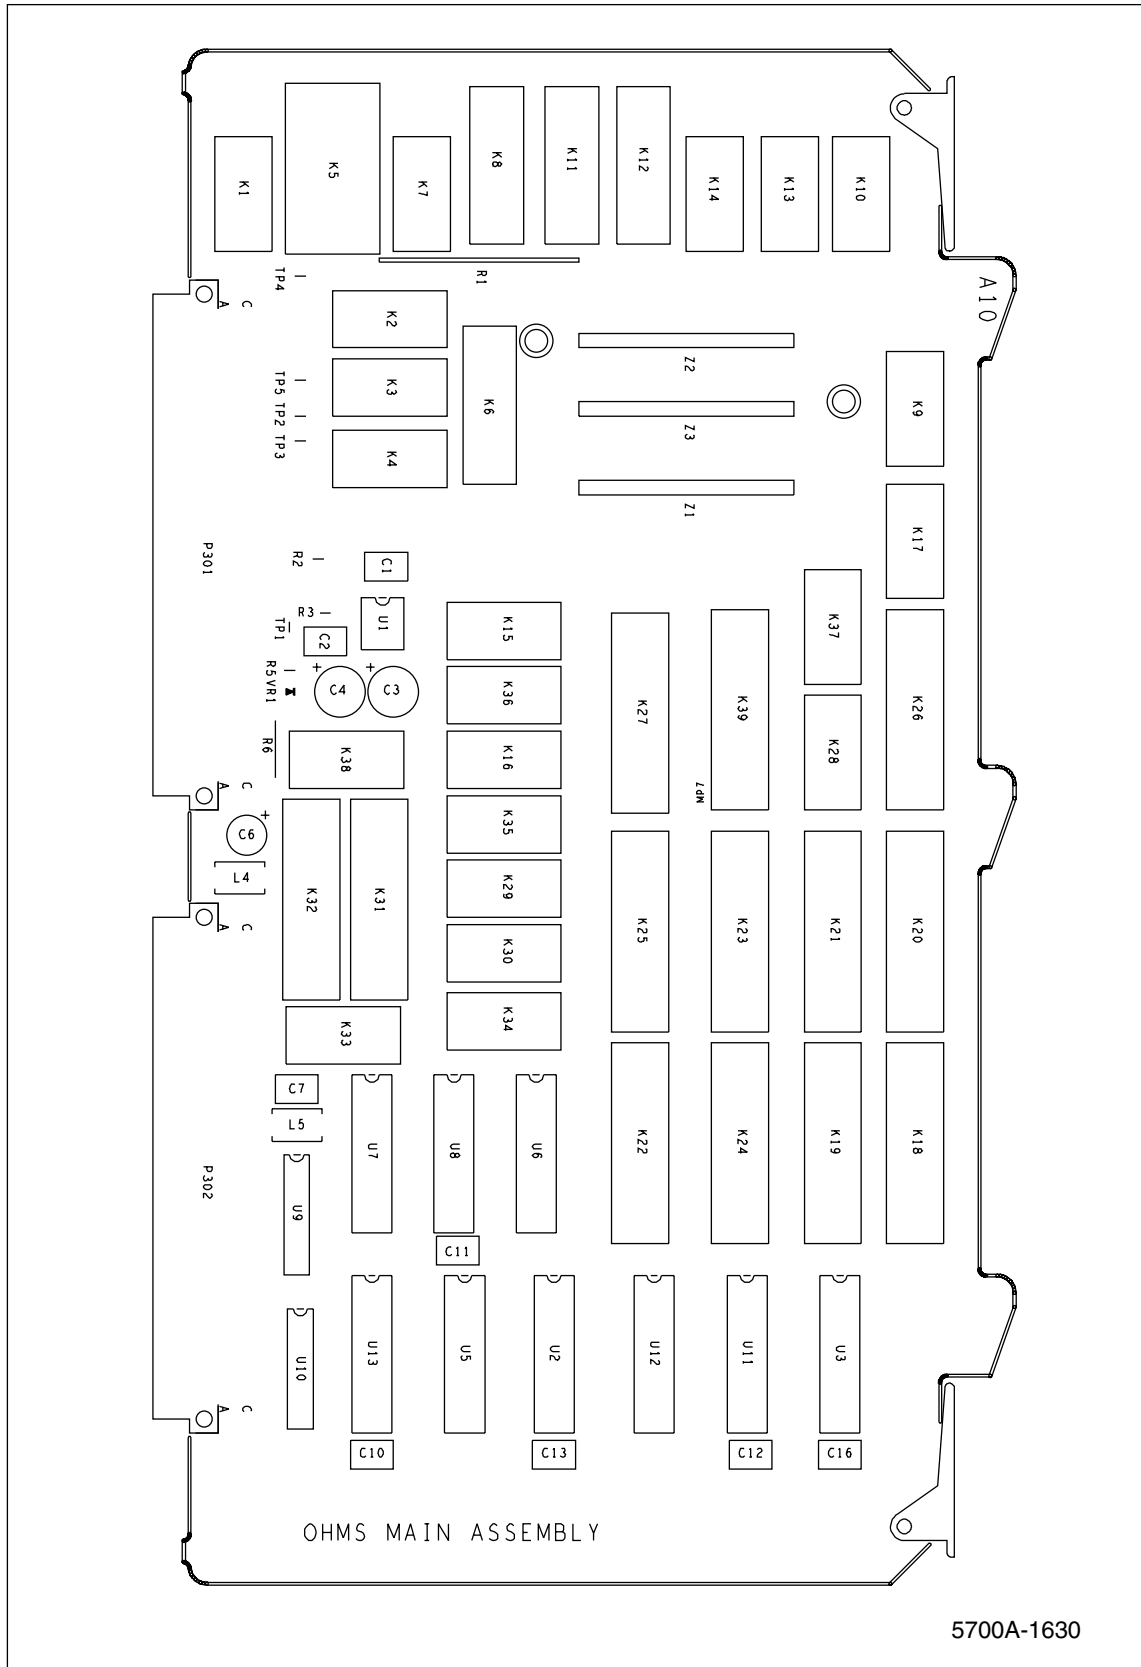 K1
K5
K7
K8
K11
K12
K14
K13
K10
TP4
R1
A10
A
C
K2
Z2
TP5
K3
K6
Z3
K9
TP2
TP3
K4
Z1
K17
P301
R2
C1
R3
TP1
C2
U1
K15
K37
R5
VR1
C4
C3
K36
K27
K39
K26
R6
K38
K16
K28
MP7
A
C
C6
K35
L4
K32
K31
K29
A
C
K30
K25
K23
K21
K20
K34
K33
C7
L5
U7
U8
U6
K22
K24
K19
K18
P302
U9
C11
U10
U13
U5
U2
U12
U11
U3
A
C
C10
C13
C12
C16
+
+
+
OHMS MAIN ASSEMBLY
5700A-1630